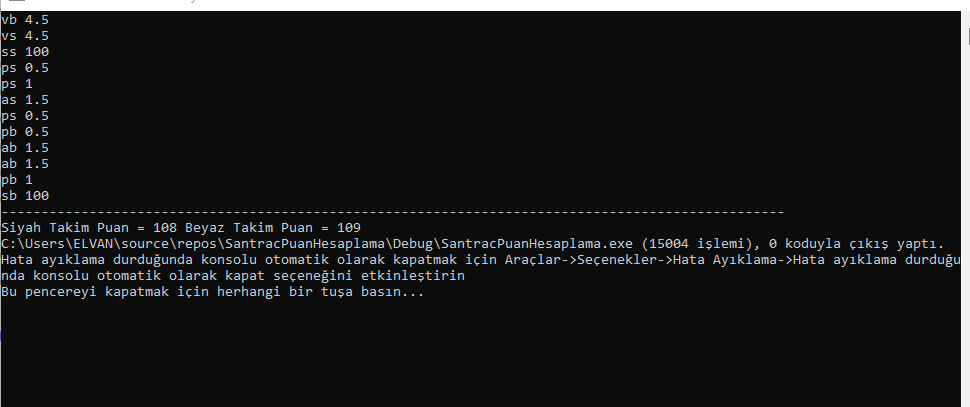 vb 4.5
vs 4.5
ss 100
ps 0.5
ps 1
as 1.5
ps 0.5
pb 0.5
ab 1.5
ab 1.5
pb 1
sb 100
--------------------------------------------------------------------------------------------------
Siyah Takim Puan = 108 Beyaz Takim Puan = 109
C:\Users\ELVAN\source\repos\SantracPuanHesaplama\Debug\SantracPuanHesaplama.exe (15004 işlemi), 0 koduyla çıkış yaptı.
Hata ayıklama durduğunda konsolu otomatik olarak kapatmak için Araçlar->Seçenekler->Hata Ayıklama->Hata ayıklama durduğu
nda konsolu otomatik olarak kapat seçeneğini etkinleştirin
Bu pencereyi kapatmak için herhangi bir tuşa basın...